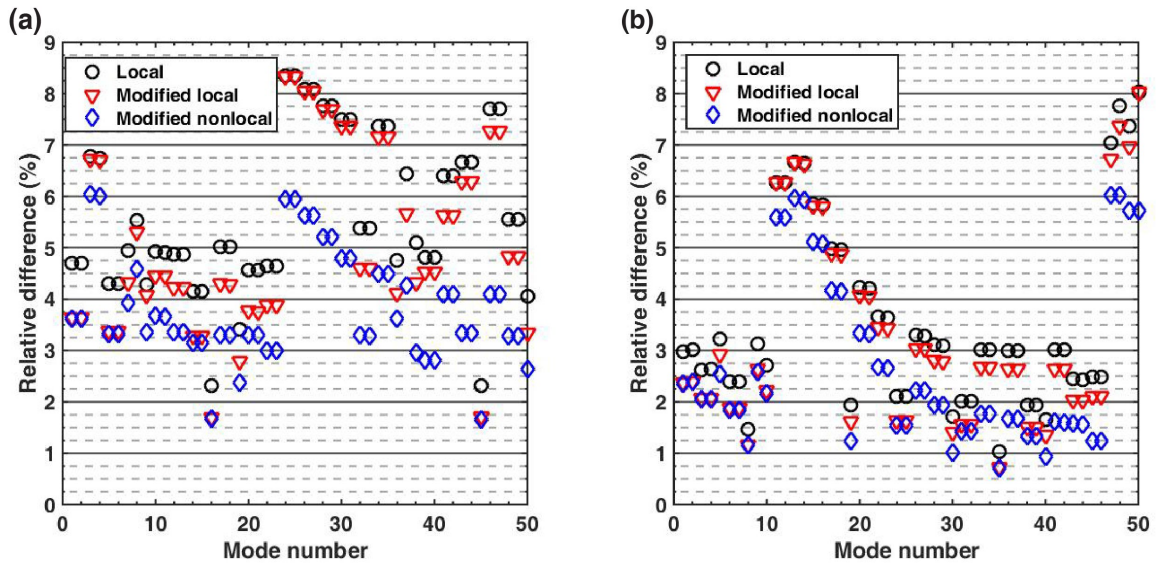 (a)
Relative difference (%)
9
8
7
6
5
4
3
2
1
0
Local
Modified local
Modified nonlocal
0 10 20 30 40 50
Mode number
(b)
Relative difference (%)
9
8
7
6
5
4
3
2
1
0
Local
Modified local
Modified nonlocal
0 10 20 30 40 50
Mode number